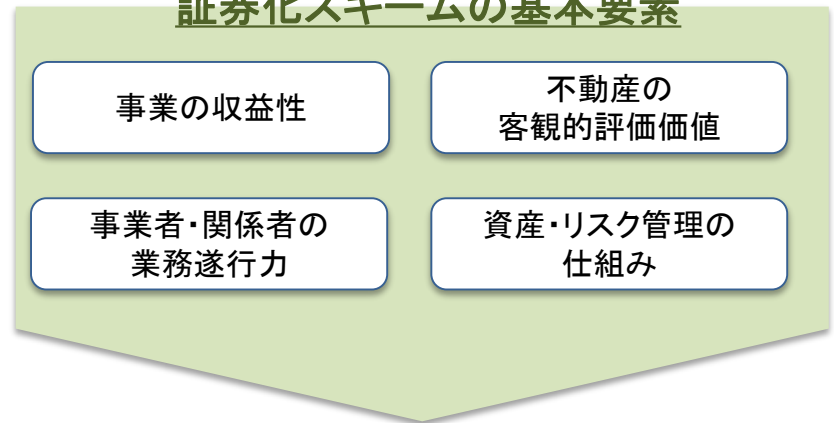 証券化スキームの基本要素
事業の収益性
不動産の
客観的評価価値
事業者・関係者の
業務遂行力
資産・リスク管理の
仕組み